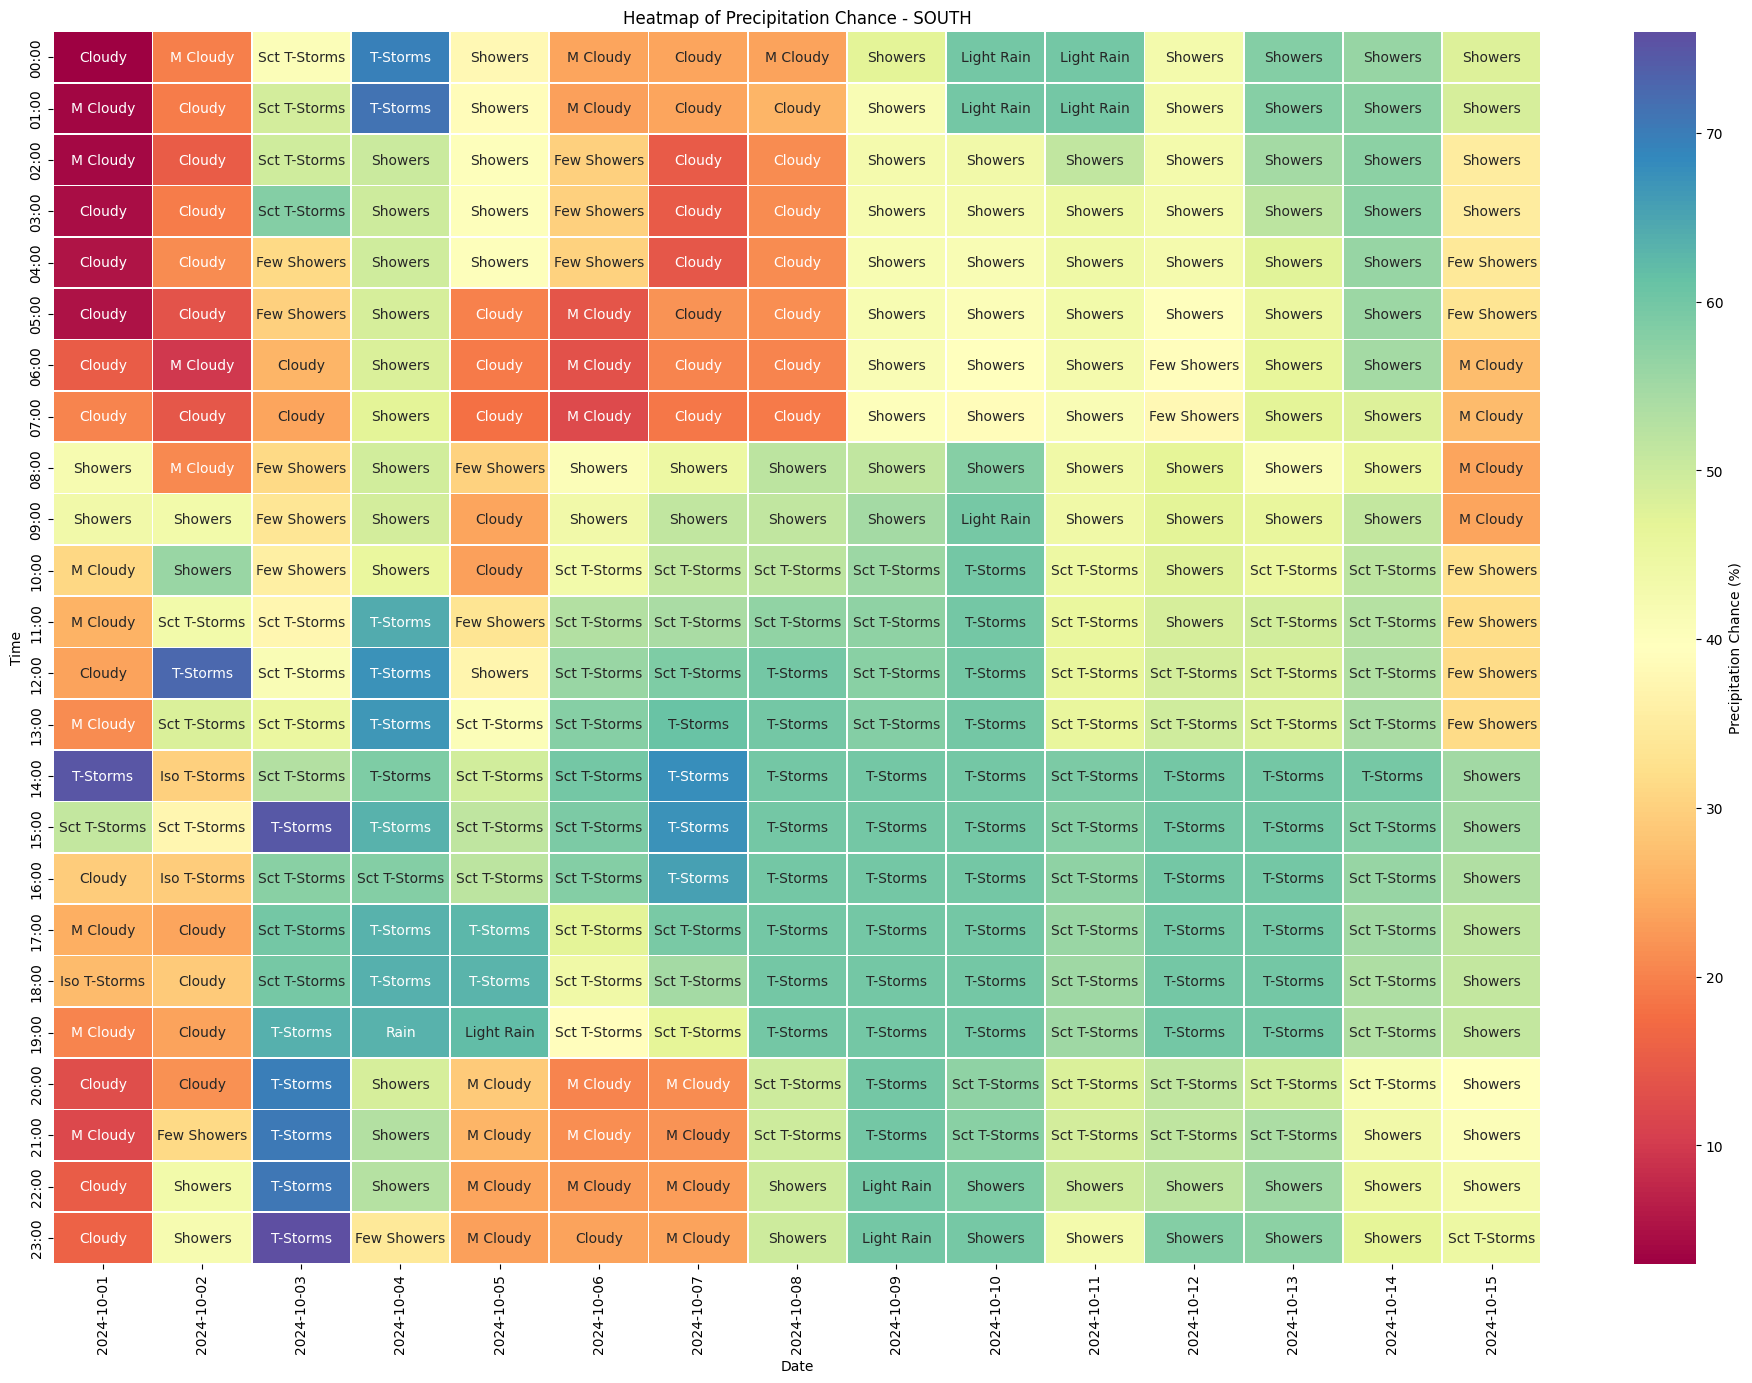 Heatmap of Precipitation Chance - SOUTH
00:00 Cloudy M Cloudy Sct T-Storms T-Storms Showers M Cloudy Cloudy M Cloudy Showers Light Rain Light Rain Showers Showers Showers Showers
01:00 M Cloudy Cloudy Sct T-Storms T-Storms Showers M Cloudy Cloudy Cloudy Showers Light Rain Light Rain Showers Showers Showers Showers
02:00 M Cloudy Cloudy Sct T-Storms Showers Showers Few Showers Cloudy Cloudy Showers Showers Showers Showers Showers Showers Showers
03:00 Cloudy Cloudy Sct T-Storms Showers Showers Few Showers Cloudy Cloudy Showers Showers Showers Showers Showers Showers Showers
04:00 Cloudy Cloudy Few Showers Showers Showers Few Showers Cloudy Cloudy Showers Showers Showers Showers Showers Showers Few Showers
05:00 Cloudy Cloudy Few Showers Showers Cloudy M Cloudy Cloudy Cloudy Showers Showers Showers Showers Showers Showers Few Showers
06:00 Cloudy M Cloudy Cloudy Showers Cloudy M Cloudy Cloudy Cloudy Showers Showers Showers Few Showers Showers Showers M Cloudy
07:00 Cloudy Cloudy Cloudy Showers Cloudy M Cloudy Cloudy Cloudy Showers Showers Showers Few Showers Showers Showers M Cloudy
08:00 Showers M Cloudy Few Showers Showers Few Showers Showers Showers Showers Showers Showers Showers Showers Showers Showers M Cloudy
09:00 Showers Showers Few Showers Showers Cloudy Showers Showers Showers Showers Light Rain Showers Showers Showers Showers M Cloudy
10:00 M Cloudy Showers Few Showers Showers Cloudy Sct T-Storms Sct T-Storms Sct T-Storms Sct T-Storms T-Storms Sct T-Storms Showers Sct T-Storms Sct T-Storms Few Showers
11:00 M Cloudy Sct T-Storms Sct T-Storms T-Storms Few Showers Sct T-Storms Sct T-Storms Sct T-Storms Sct T-Storms T-Storms Sct T-Storms Showers Sct T-Storms Sct T-Storms Few Showers
12:00 Cloudy T-Storms Sct T-Storms T-Storms Showers Sct T-Storms Sct T-Storms T-Storms Sct T-Storms T-Storms Sct T-Storms Sct T-Storms Sct T-Storms Sct T-Storms Few Showers
13:00 M Cloudy Sct T-Storms Sct T-Storms T-Storms Sct T-Storms Sct T-Storms T-Storms T-Storms Sct T-Storms T-Storms Sct T-Storms Sct T-Storms Sct T-Storms Sct T-Storms Few Showers
14:00 T-Storms Iso T-Storms Sct T-Storms T-Storms Sct T-Storms Sct T-Storms T-Storms T-Storms T-Storms T-Storms Sct T-Storms T-Storms T-Storms T-Storms Showers
15:00 Sct T-Storms Sct T-Storms T-Storms T-Storms Sct T-Storms Sct T-Storms T-Storms T-Storms T-Storms T-Storms Sct T-Storms T-Storms T-Storms Sct T-Storms Showers
16:00 Cloudy Iso T-Storms Sct T-Storms Sct T-Storms Sct T-Storms Sct T-Storms T-Storms T-Storms T-Storms T-Storms Sct T-Storms T-Storms T-Storms Sct T-Storms Showers
17:00 M Cloudy Cloudy Sct T-Storms T-Storms T-Storms Sct T-Storms Sct T-Storms T-Storms T-Storms T-Storms Sct T-Storms T-Storms T-Storms Sct T-Storms Showers
18:00 Iso T-Storms Cloudy Sct T-Storms T-Storms T-Storms Sct T-Storms Sct T-Storms T-Storms T-Storms T-Storms Sct T-Storms T-Storms T-Storms Sct T-Storms Showers
19:00 M Cloudy Cloudy T-Storms Rain Light Rain Sct T-Storms Sct T-Storms T-Storms T-Storms T-Storms Sct T-Storms T-Storms T-Storms Sct T-Storms Showers
20:00 Cloudy Cloudy T-Storms Showers M Cloudy M Cloudy M Cloudy Sct T-Storms T-Storms Sct T-Storms Sct T-Storms Sct T-Storms Sct T-Storms Sct T-Storms Showers
21:00 M Cloudy Few Showers T-Storms Showers M Cloudy M Cloudy M Cloudy Sct T-Storms T-Storms Sct T-Storms Sct T-Storms Sct T-Storms Sct T-Storms Showers Showers
22:00 Cloudy Showers T-Storms Showers M Cloudy M Cloudy M Cloudy Showers Light Rain Showers Showers Showers Showers Showers Showers
23:00 Cloudy Showers T-Storms Few Showers M Cloudy Cloudy M Cloudy Showers Light Rain Showers Showers Showers Showers Showers Sct T-Storms
Time
2024-10-01 2024-10-02 2024-10-03 2024-10-04 2024-10-05 2024-10-06 2024-10-07 2024-10-08 2024-10-09 2024-10-10 2024-10-11 2024-10-12 2024-10-13 2024-10-14 2024-10-15
Date
70
60
50
40
30
20
10
Precipitation Chance (%)